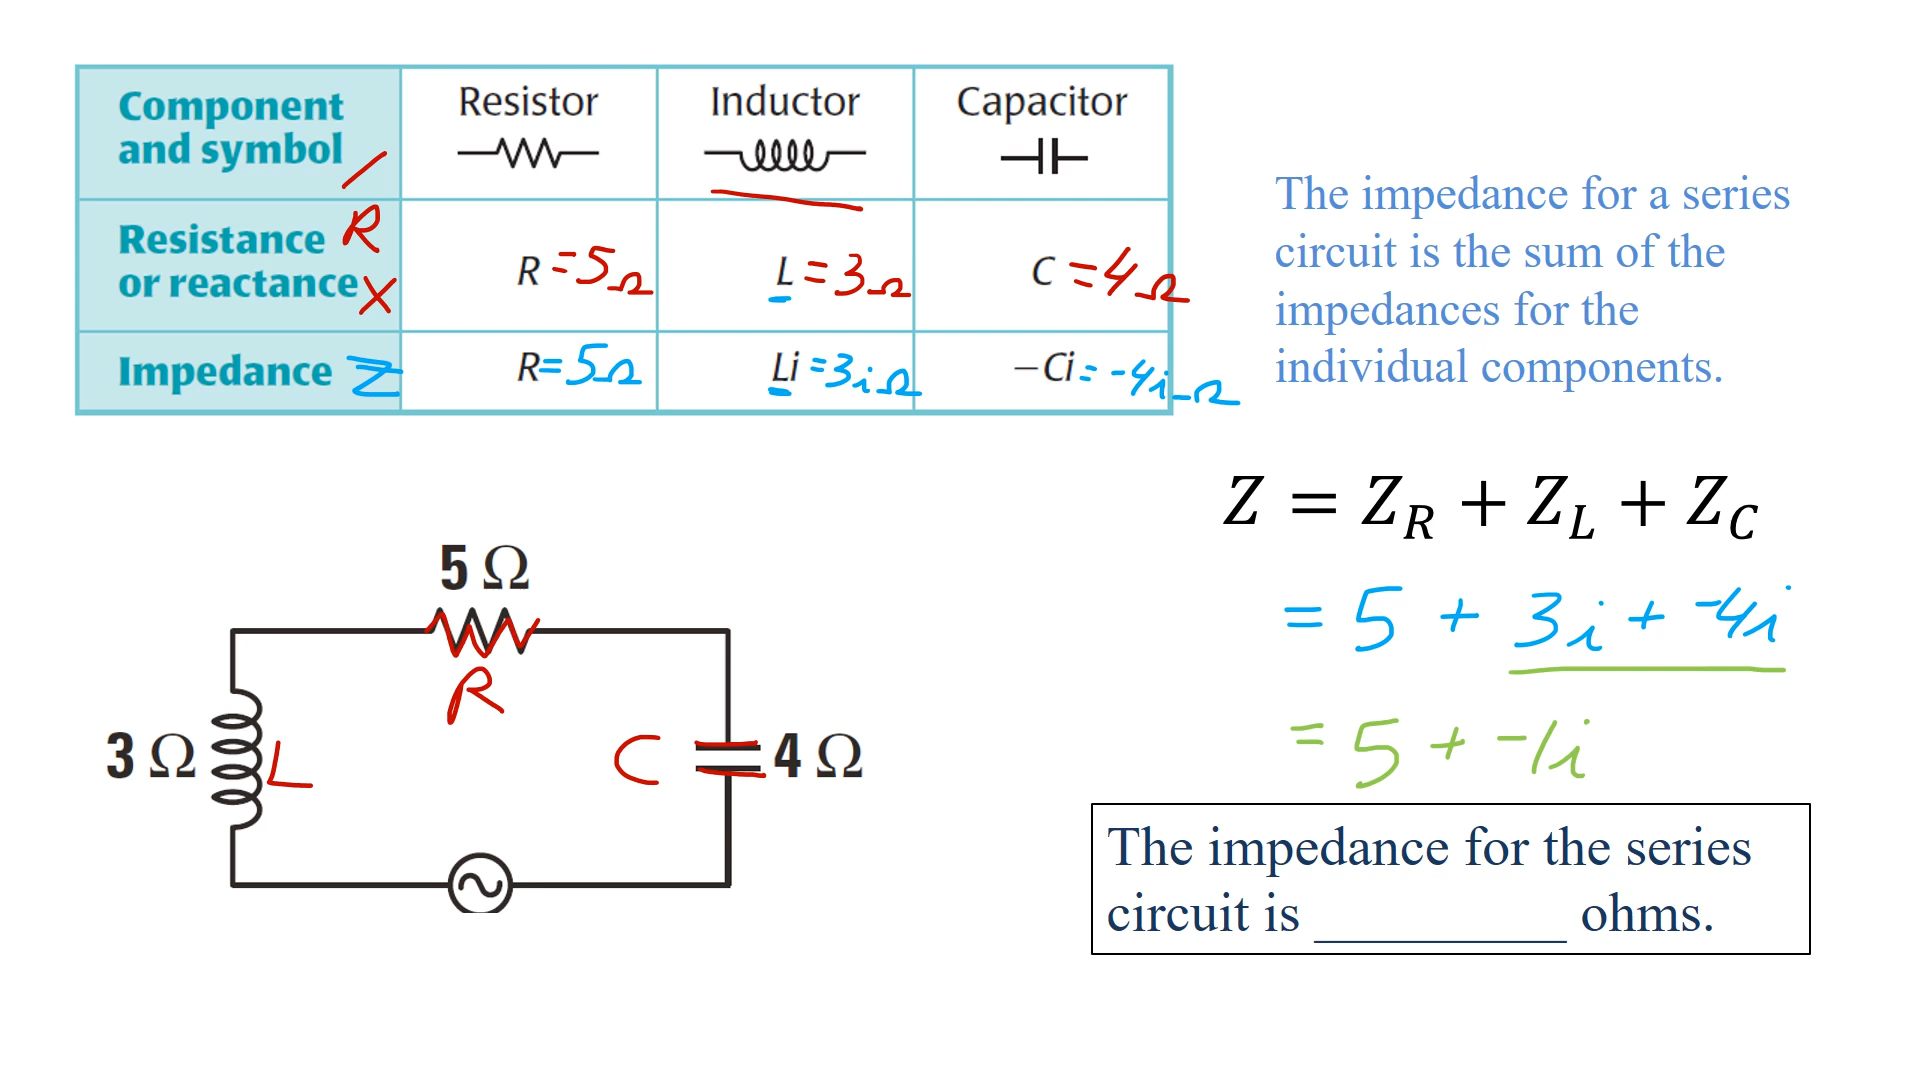 Component and symbol
Resistor
Inductor
Capacitor
Resistance R
or reactance X
R = 5Ω
L = 3Ω
C = 4Ω
Impedance Z
R = 5Ω
Li = 3iΩ
−Ci = -4iΩ
The impedance for a series
circuit is the sum of the
impedances for the
individual components.
Z = Z_R + Z_L + Z_C
= 5 + 3i + -4i
= 5 + -1i
5 Ω
R
3 Ω
L
C
4 Ω
The impedance for the series
circuit is _________ ohms.